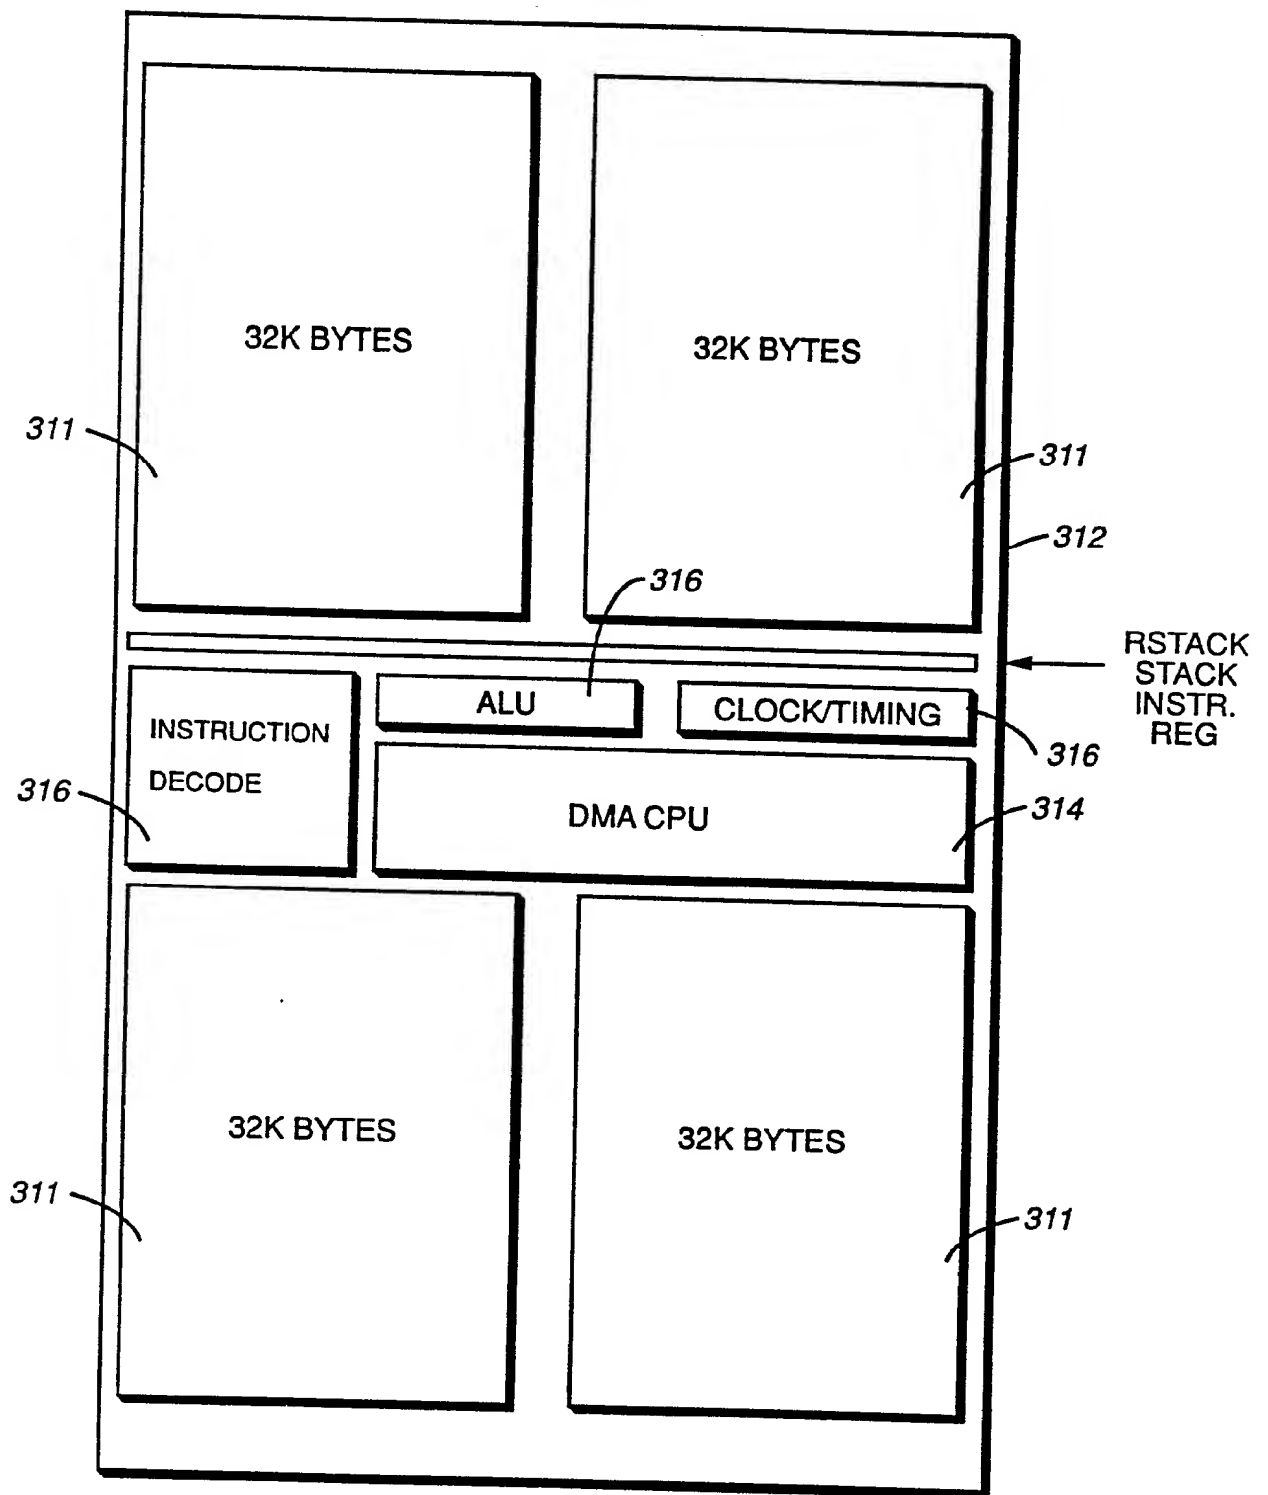 32K BYTES
32K BYTES
311
311
312
316
RSTACK
STACK
INSTR.
REG
ALU
CLOCK/TIMING
316
INSTRUCTION
DECODE
316
DMA CPU
314
32K BYTES
32K BYTES
311
311